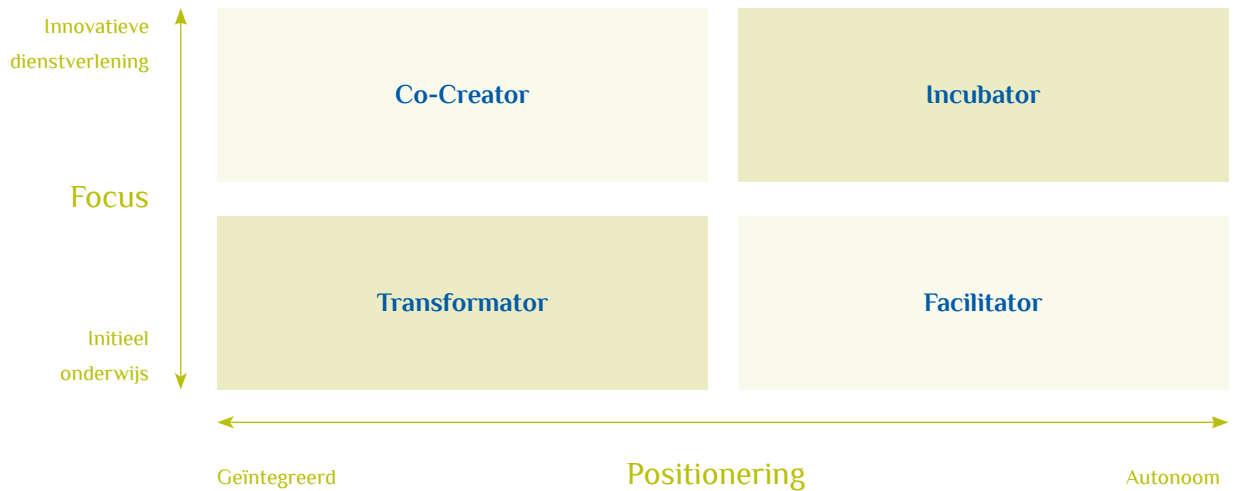 Innovatieve
dienstverlening
Co-Creator
Incubator
Focus
Transformator
Facilitator
Initieel
onderwijs
Geïntegreerd
Positionering
Autonoom